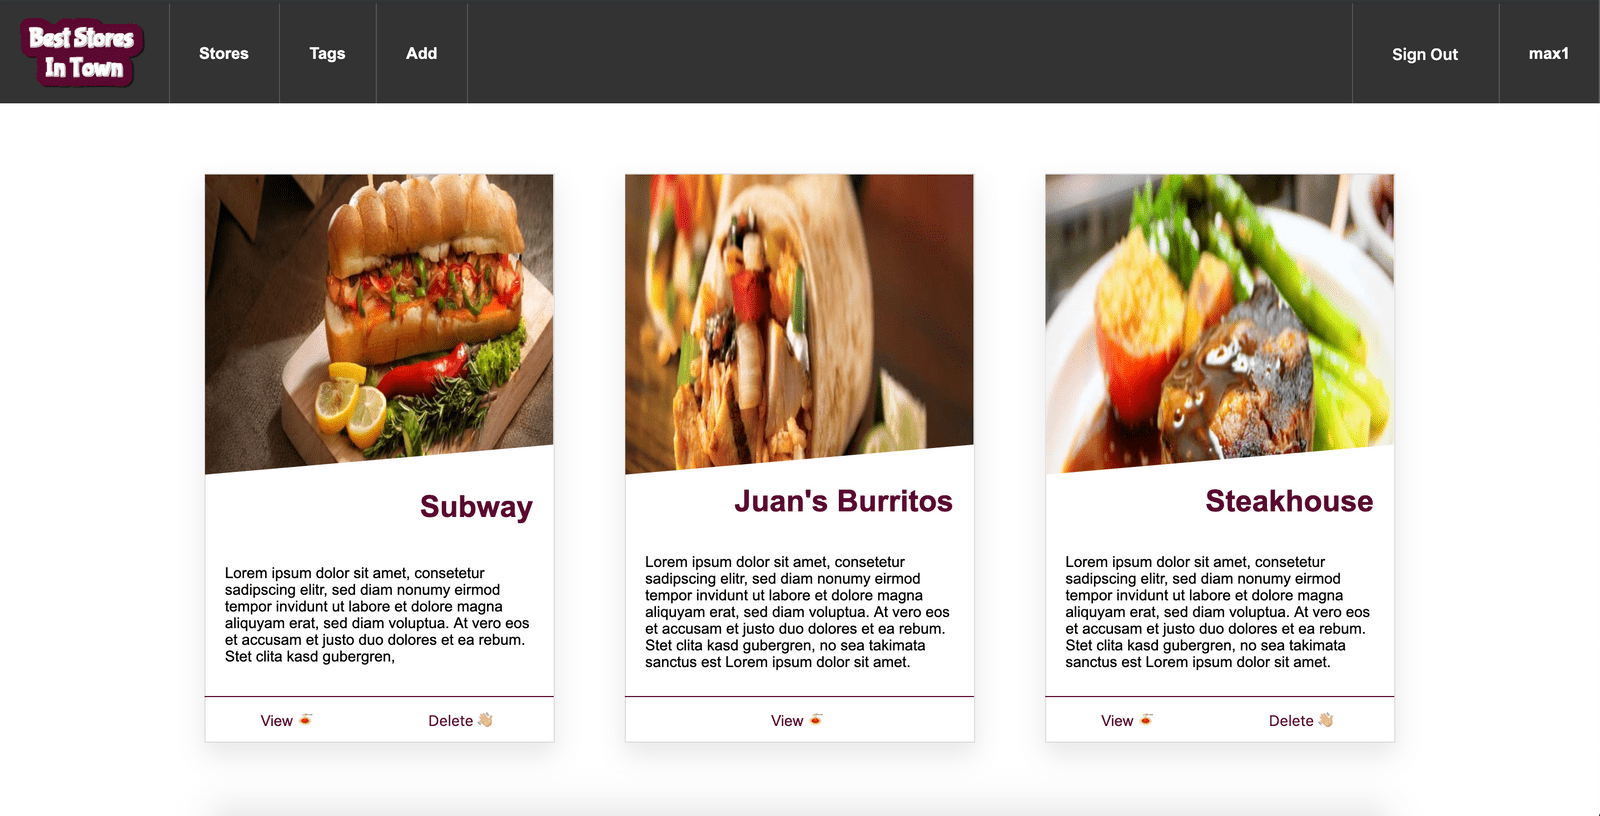 Best Stores
In Town
Stores
Tags
Add
Sign Out
max1
Subway
Lorem ipsum dolor sit amet, consetetur
sadipscing elitr, sed diam nonumy eirmod
tempor invidunt ut labore et dolore magna
aliquyam erat, sed diam voluptua. At vero eos
et accusam et justo duo dolores et ea rebum.
Stet clita kasd gubergren,
View
Delete
Juan's Burritos
Lorem ipsum dolor sit amet, consetetur
sadipscing elitr, sed diam nonumy eirmod
tempor invidunt ut labore et dolore magna
aliquyam erat, sed diam voluptua. At vero eos
et accusam et justo duo dolores et ea rebum.
Stet clita kasd gubergren, no sea takimata
sanctus est Lorem ipsum dolor sit amet.
View
Steakhouse
Lorem ipsum dolor sit amet, consetetur
sadipscing elitr, sed diam nonumy eirmod
tempor invidunt ut labore et dolore magna
aliquyam erat, sed diam voluptua. At vero eos
et accusam et justo duo dolores et ea rebum.
Stet clita kasd gubergren, no sea takimata
sanctus est Lorem ipsum dolor sit amet.
View
Delete